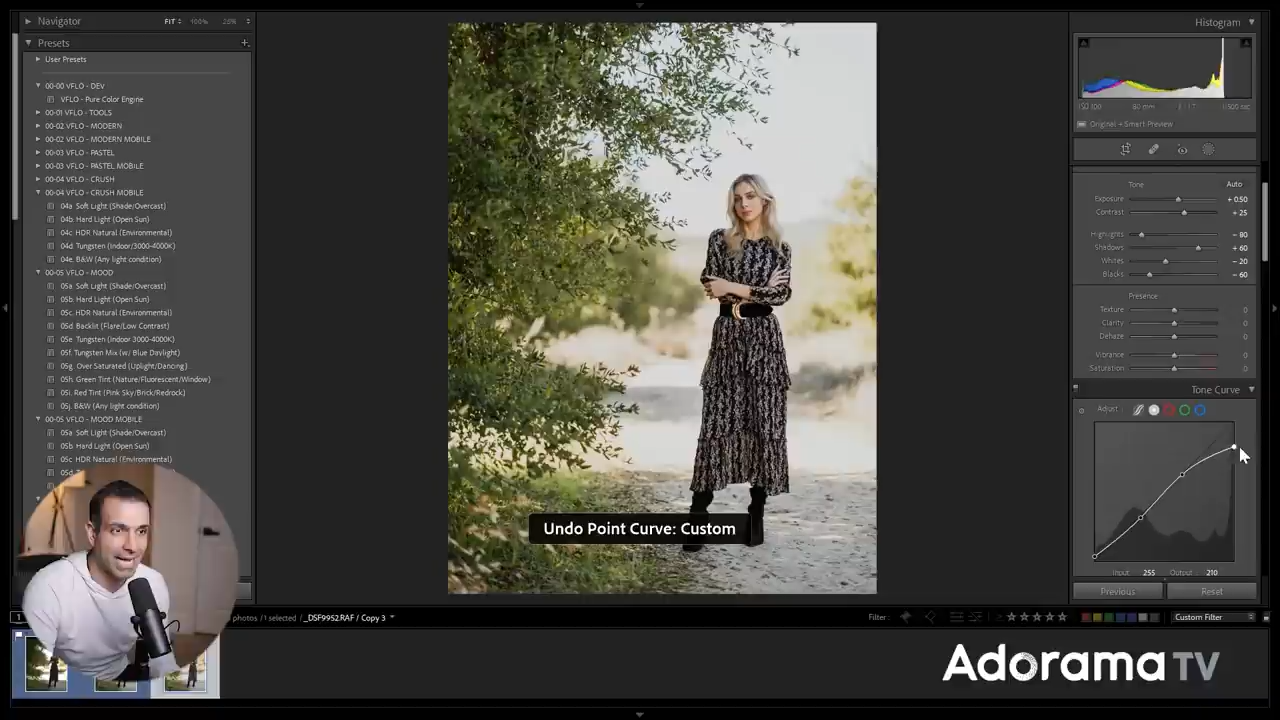 Navigator
FIT
100%
Histogram
Presets
+
User Presets
00-00 VFLO - DEV
VFLO - Pure Color Engine
00-01 VFLO - TOOLS
00-02 VFLO - MODERN
00-02 VFLO - MODERN MOBILE
00-03 VFLO - PASTEL
00-03 VFLO - PASTEL MOBILE
00-04 VFLO - CRUSH
00-04 VFLO - CRUSH MOBILE
04a. Soft Light (Shade/Overcast)
04b. Hard Light (Open Sun)
04c. HDR Natural (Environmental)
04d. Tungsten (Indoor/3000-4000K)
04e. B&W (Any light condition)
00-05 VFLO - MOOD
05a. Soft Light (Shade/Overcast)
05b. Hard Light (Open Sun)
05c. HDR Natural (Environmental)
05d. Backlit (Flare/Low Contrast)
05e. Tungsten (Indoor 3000-4000K)
05f. Tungsten Mix (w/ Blue Daylight)
05g. Over Saturated (Uplight/Dancing)
05h. Green Tint (Nature/Fluorescent/Window)
05i. Red Tint (Pink Sky/Brick/Redrock)
05j. B&W (Any light condition)
00-05 VFLO - MOOD MOBILE
05a. Soft Light (Shade/Overcast)
05b. Hard Light (Open Sun)
05c. HDR Natural (Environmental)
ISO 100
Original + Smart Preview
Tone Auto
Exposure + 0.50
Contrast + 25
Highlights - 80
Shadows + 60
Whites - 20
Blacks - 60
Presence
Texture 0
Clarity 0
Dehaze 0
Vibrance 0
Saturation 0
Tone Curve
Adjust :
Input : 255 Output : 210
Previous Reset
Undo Point Curve: Custom
1
photos / 1 selected / _DSF9952.RAF / Copy 3
Filter : Custom Filter
Adorama TV